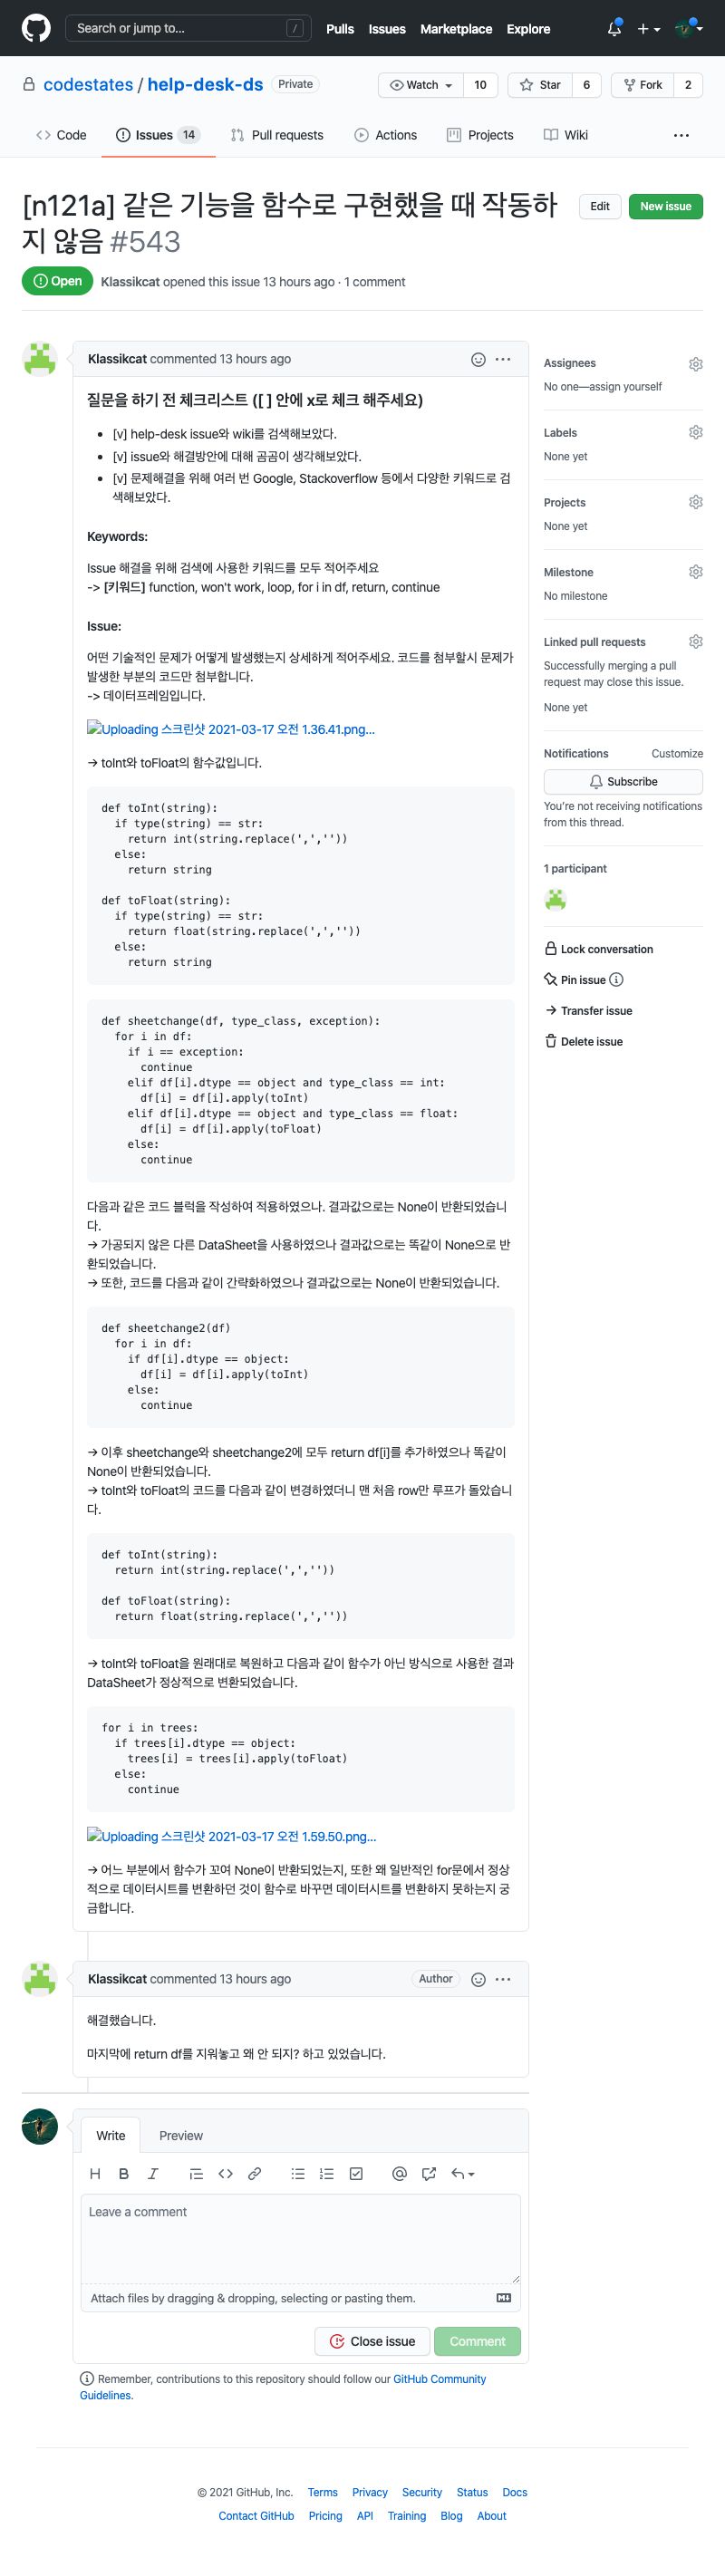 Search or jump to... /
Pulls Issues Marketplace Explore
codestates / help-desk-ds Private
Watch 10 Star 6 Fork 2
Code Issues 14 Pull requests Actions Projects Wiki ...
[n121a] 같은 기능을 함수로 구현했을 때 작동하
지 않음 #543
Edit New issue
Open Klassikcat opened this issue 13 hours ago · 1 comment
Klassikcat commented 13 hours ago
질문을 하기 전 체크리스트 ([ ] 안에 x로 체크 해주세요)
• [v] help-desk issue와 wiki를 검색해보았다.
• [v] issue와 해결방안에 대해 곰곰이 생각해보았다.
• [v] 문제해결을 위해 여러 번 Google, Stackoverflow 등에서 다양한 키워드로 검
색해보았다.
Keywords:
Issue 해결을 위해 검색에 사용한 키워드를 모두 적어주세요
-> [키워드] function, won't work, loop, for i in df, return, continue
Issue:
어떤 기술적인 문제가 어떻게 발생했는지 상세하게 적어주세요. 코드를 첨부할시 문제가
발생한 부분의 코드만 첨부합니다.
-> 데이터프레임입니다.
Uploading 스크린샷 2021-03-17 오전 1.36.41.png...
→ toInt와 toFloat의 함수값입니다.
def toInt(string):
  if type(string) == str:
    return int(string.replace(',',''))
  else:
    return string
def toFloat(string):
  if type(string) == str:
    return float(string.replace(',',''))
  else:
    return string
def sheetchange(df, type_class, exception):
  for i in df:
    if i == exception:
      continue
    elif df[i].dtype == object and type_class == int:
      df[i] = df[i].apply(toInt)
    elif df[i].dtype == object and type_class == float:
      df[i] = df[i].apply(toFloat)
    else:
      continue
다음과 같은 코드 블럭을 작성하여 적용하였으나. 결과값으로는 None이 반환되었습니
다.
→ 가공되지 않은 다른 DataSheet을 사용하였으나 결과값으로는 똑같이 None으로 반
환되었습니다.
→ 또한, 코드를 다음과 같이 간략화하였으나 결과값으로는 None이 반환되었습니다.
def sheetchange2(df)
  for i in df:
    if df[i].dtype == object:
      df[i] = df[i].apply(toInt)
    else:
      continue
→ 이후 sheetchange와 sheetchange2에 모두 return df[i]를 추가하였으나 똑같이
None이 반환되었습니다.
→ toInt와 toFloat의 코드를 다음과 같이 변경하였더니 맨 처음 row만 루프가 돌았습니
다.
def toInt(string):
  return int(string.replace(',',''))
def toFloat(string):
  return float(string.replace(',',''))
→ toInt와 toFloat을 원래대로 복원하고 다음과 같이 함수가 아닌 방식으로 사용한 결과
DataSheet가 정상적으로 변환되었습니다.
for i in trees:
  if trees[i].dtype == object:
    trees[i] = trees[i].apply(toFloat)
  else:
    continue
Uploading 스크린샷 2021-03-17 오전 1.59.50.png...
→ 어느 부분에서 함수가 꼬여 None이 반환되었는지, 또한 왜 일반적인 for문에서 정상
적으로 데이터시트를 변환하던 것이 함수로 바꾸면 데이터시트를 변환하지 못하는지 궁
금합니다.
Klassikcat commented 13 hours ago Author
해결했습니다.
마지막에 return df를 지워놓고 왜 안 되지? 하고 있었습니다.
Write Preview
Leave a comment
Attach files by dragging & dropping, selecting or pasting them.
Close issue Comment
Remember, contributions to this repository should follow our GitHub Community
Guidelines.
Assignees
No one—assign yourself
Labels
None yet
Projects
None yet
Milestone
No milestone
Linked pull requests
Successfully merging a pull
request may close this issue.
None yet
Notifications Customize
Subscribe
You're not receiving notifications
from this thread.
1 participant
Lock conversation
Pin issue
Transfer issue
Delete issue
© 2021 GitHub, Inc. Terms Privacy Security Status Docs
Contact GitHub Pricing API Training Blog About